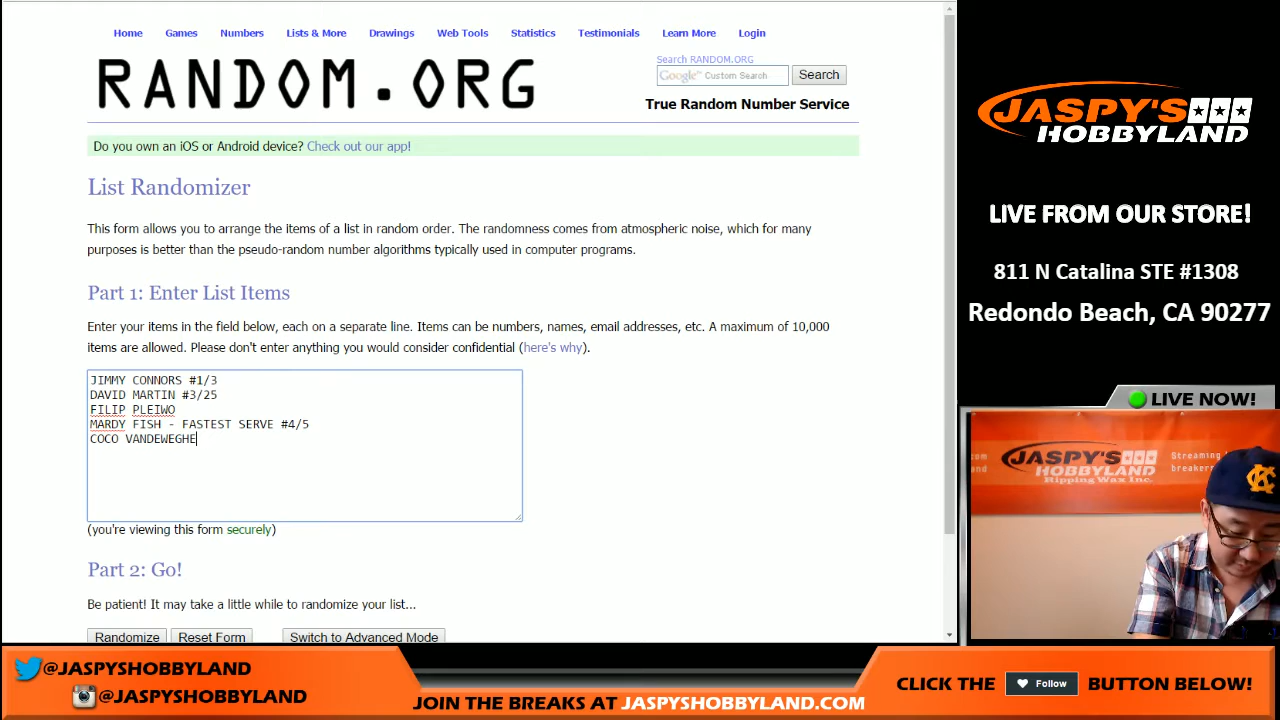 Home Games Numbers Lists & More Drawings Web Tools Statistics Testimonials Learn More Login
RANDOM.ORG
Search RANDOM.ORG
Google™ Custom Search Search
True Random Number Service
Do you own an iOS or Android device? Check out our app!
List Randomizer
This form allows you to arrange the items of a list in random order. The randomness comes from atmospheric noise, which for many
purposes is better than the pseudo-random number algorithms typically used in computer programs.
Part 1: Enter List Items
Enter your items in the field below, each on a separate line. Items can be numbers, names, email addresses, etc. A maximum of 10,000
items are allowed. Please don't enter anything you would consider confidential (here's why).
JIMMY CONNORS #1/3
DAVID MARTIN #3/25
FILIP PLEIWO
MARDY FISH - FASTEST SERVE #4/5
COCO VANDEWEGHE
(you're viewing this form securely)
Part 2: Go!
Be patient! It may take a little while to randomize your list...
Randomize Reset Form Switch to Advanced Mode
JASPY'S
HOBBYLAND
LIVE FROM OUR STORE!
811 N Catalina STE #1308
Redondo Beach, CA 90277
LIVE NOW!
.com
JASPY'S
HOBBYLAND
Ripping Wax Inc.
Streaming
breakers
KC
@JASPYSHOBBYLAND
@JASPYSHOBBYLAND
JOIN THE BREAKS AT JASPYSHOBBYLAND.COM
CLICK THE Follow BUTTON BELOW!